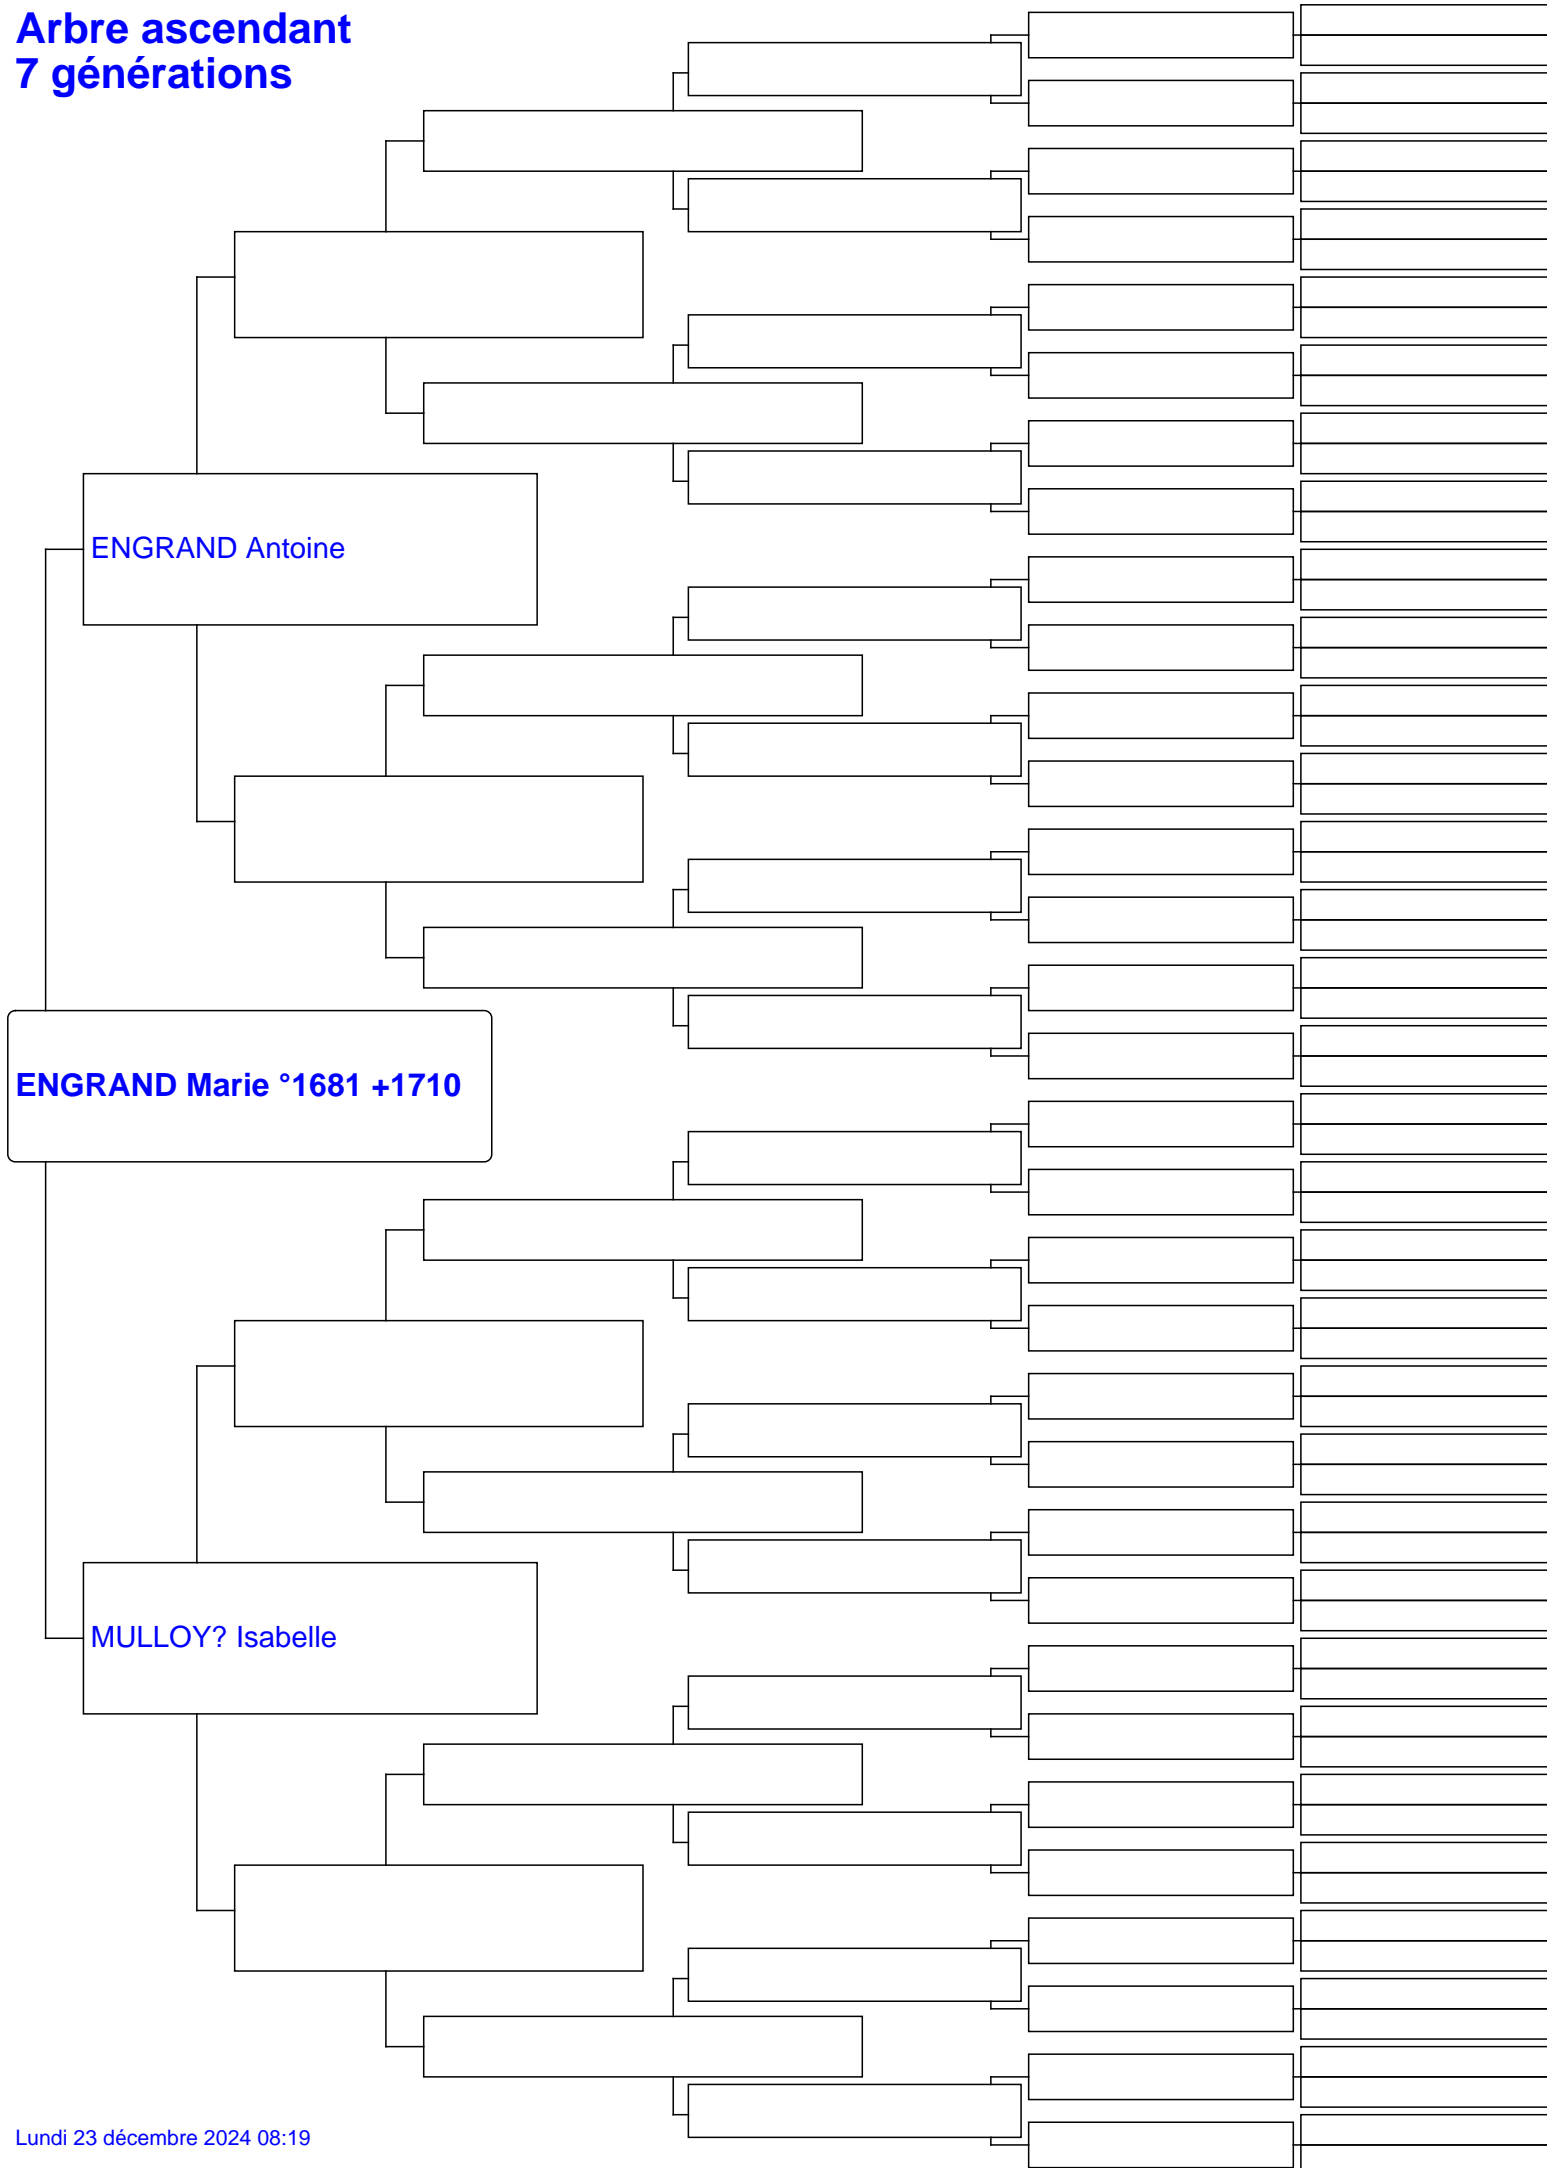 Arbre ascendant
7 générations
ENGRAND Antoine
ENGRAND Marie °1681 +1710
MULLOY? Isabelle
Lundi 23 décembre 2024 08:19